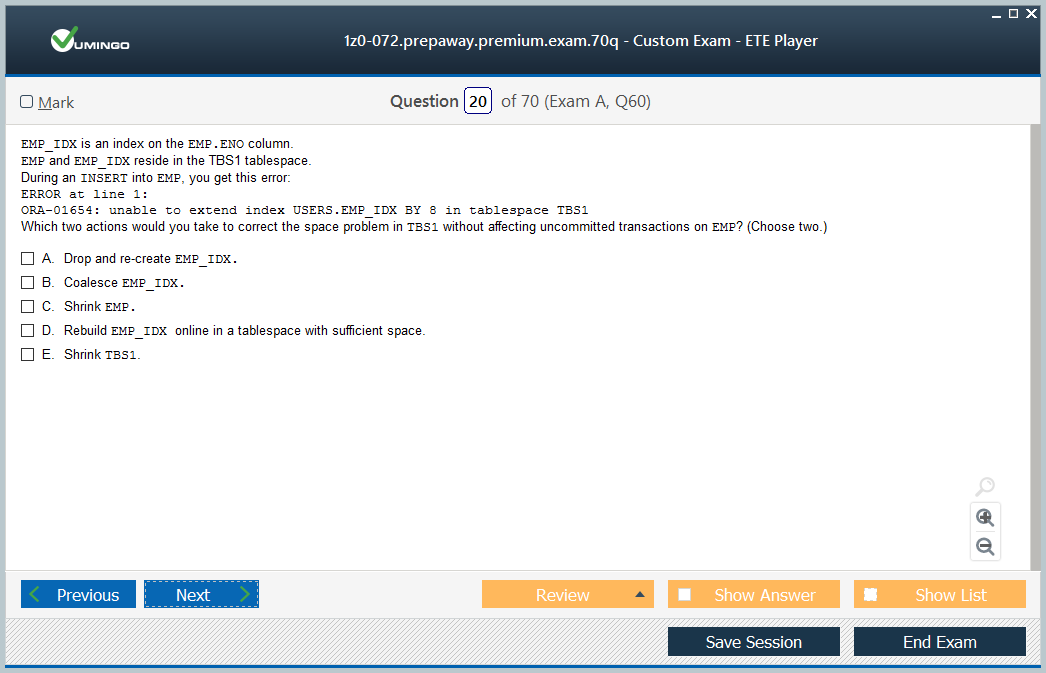 VUMINGO
1z0-072.prepaway.premium.exam.70q - Custom Exam - ETE Player
Mark
Question 20 of 70 (Exam A, Q60)
EMP_IDX is an index on the EMP.ENO column.
EMP and EMP_IDX reside in the TBS1 tablespace.
During an INSERT into EMP, you get this error:
ERROR at line 1:
ORA-01654: unable to extend index USERS.EMP_IDX BY 8 in tablespace TBS1
Which two actions would you take to correct the space problem in TBS1 without affecting uncommitted transactions on EMP? (Choose two.)
A. Drop and re-create EMP_IDX.
B. Coalesce EMP_IDX.
C. Shrink EMP.
D. Rebuild EMP_IDX online in a tablespace with sufficient space.
E. Shrink TBS1.
Previous
Next
Review
Show Answer
Show List
Save Session
End Exam